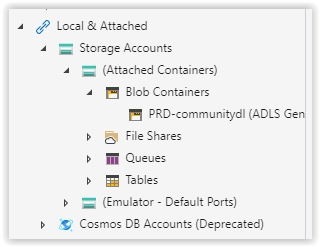 Local & Attached
Storage Accounts
(Attached Containers)
Blob Containers
PRD-communitydl (ADLS Gen
File Shares
Queues
Tables
(Emulator - Default Ports)
Cosmos DB Accounts (Deprecated)